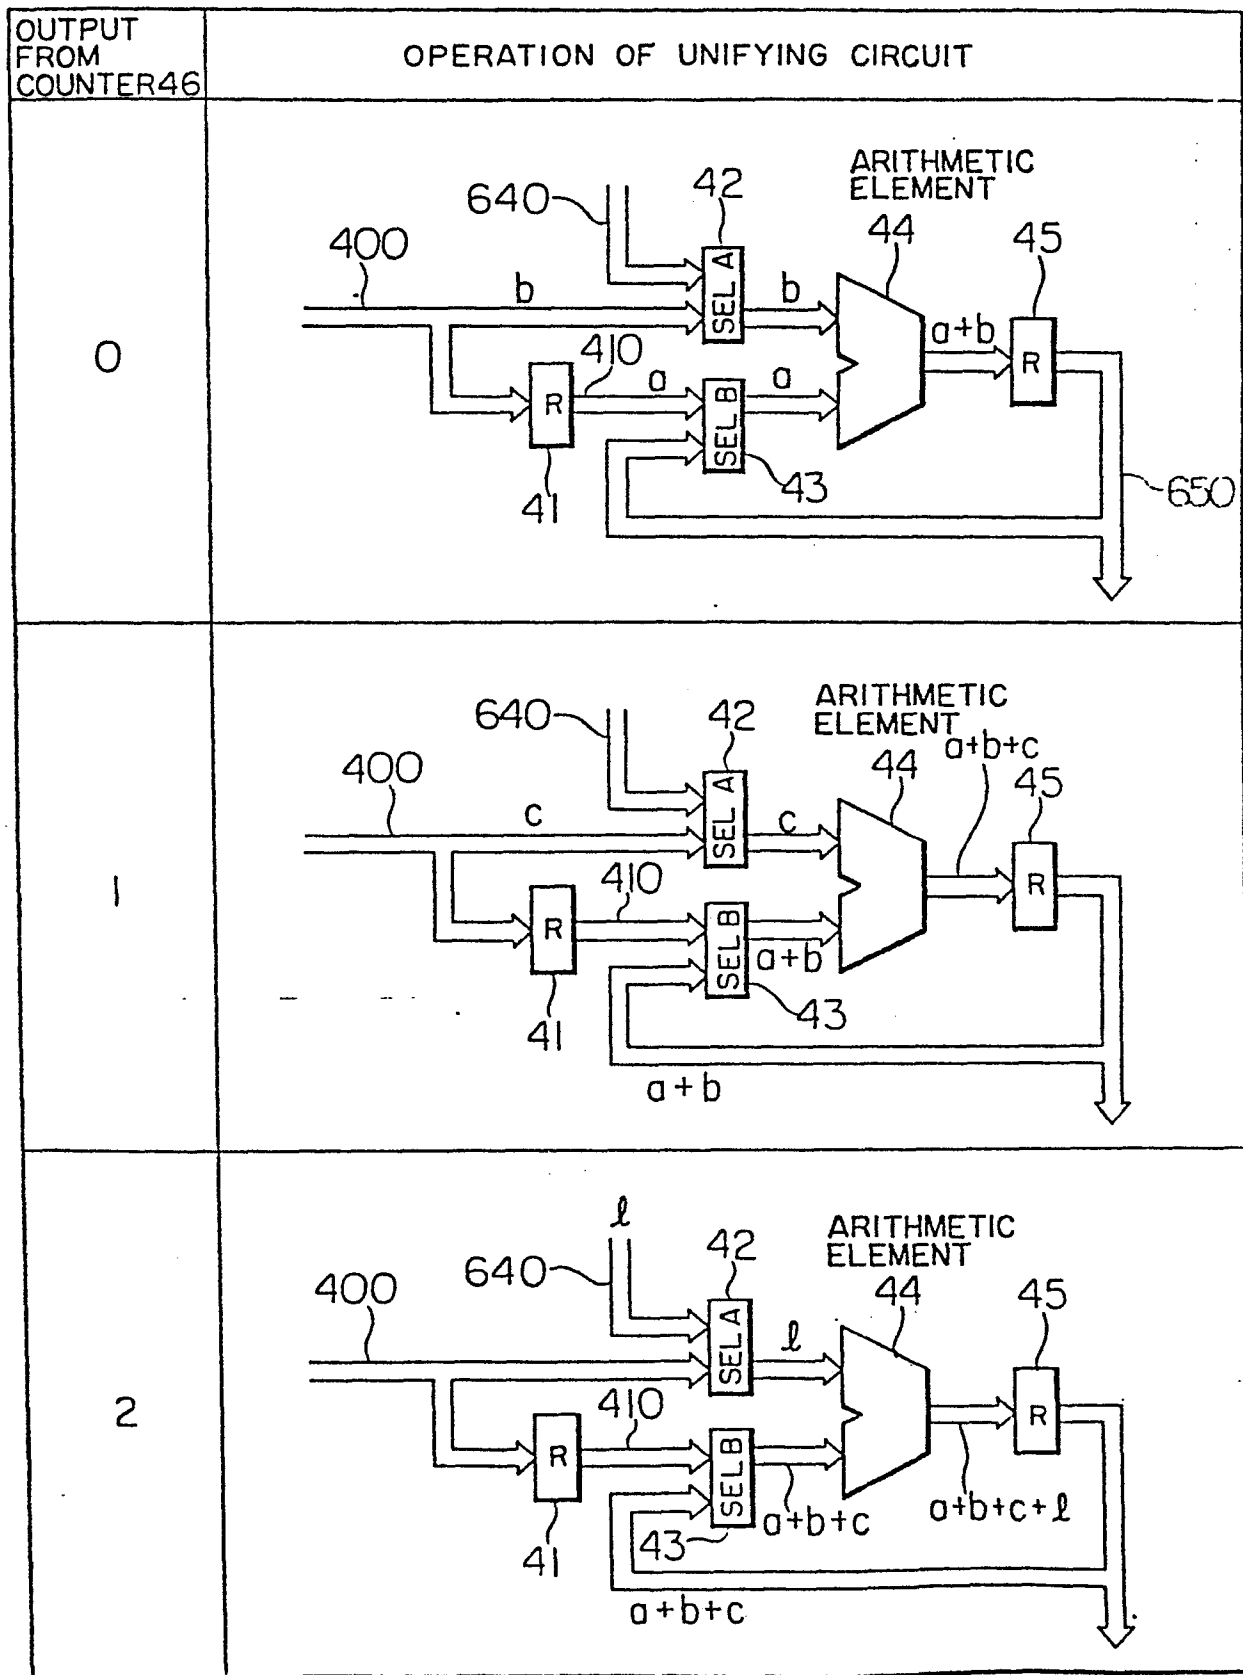 OUTPUT
FROM
COUNTER46
OPERATION OF UNIFYING CIRCUIT
0
ARITHMETIC
ELEMENT
640
42
44
45
400
b
SEL A
b
a+b
R
410
a
SEL B
a
R
41
43
650
1
ARITHMETIC
ELEMENT
a+b+c
640
42
44
45
400
c
SEL A
c
R
410
SEL B
a+b
R
41
43
a+b
2
ℓ
ARITHMETIC
ELEMENT
640
42
44
45
400
SEL A
ℓ
R
410
SEL B
a+b+c
a+b+c+ℓ
R
41
43
a+b+c